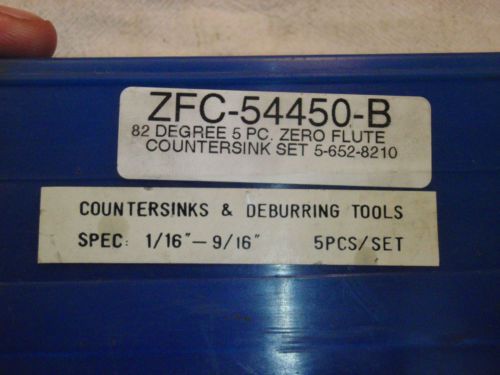 ZFC-54450-B
82 DEGREE 5 PC. ZERO FLUTE
COUNTERSINK SET 5-652-8210
COUNTERSINKS & DEBURRING TOOLS
SPEC: 1/16"—9/16" 5PCS/SET